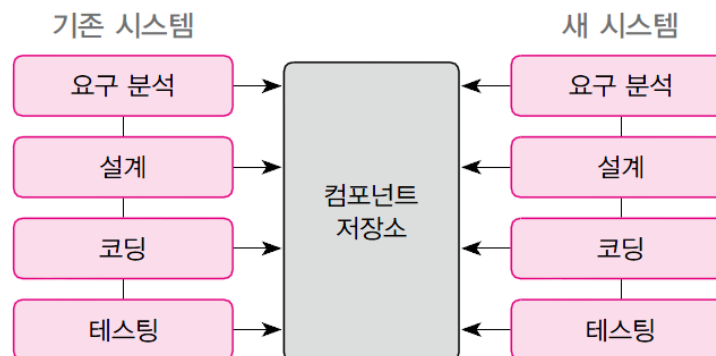 기존 시스템
새 시스템
요구 분석
설계
코딩
테스팅
컴포넌트
저장소
요구 분석
설계
코딩
테스팅